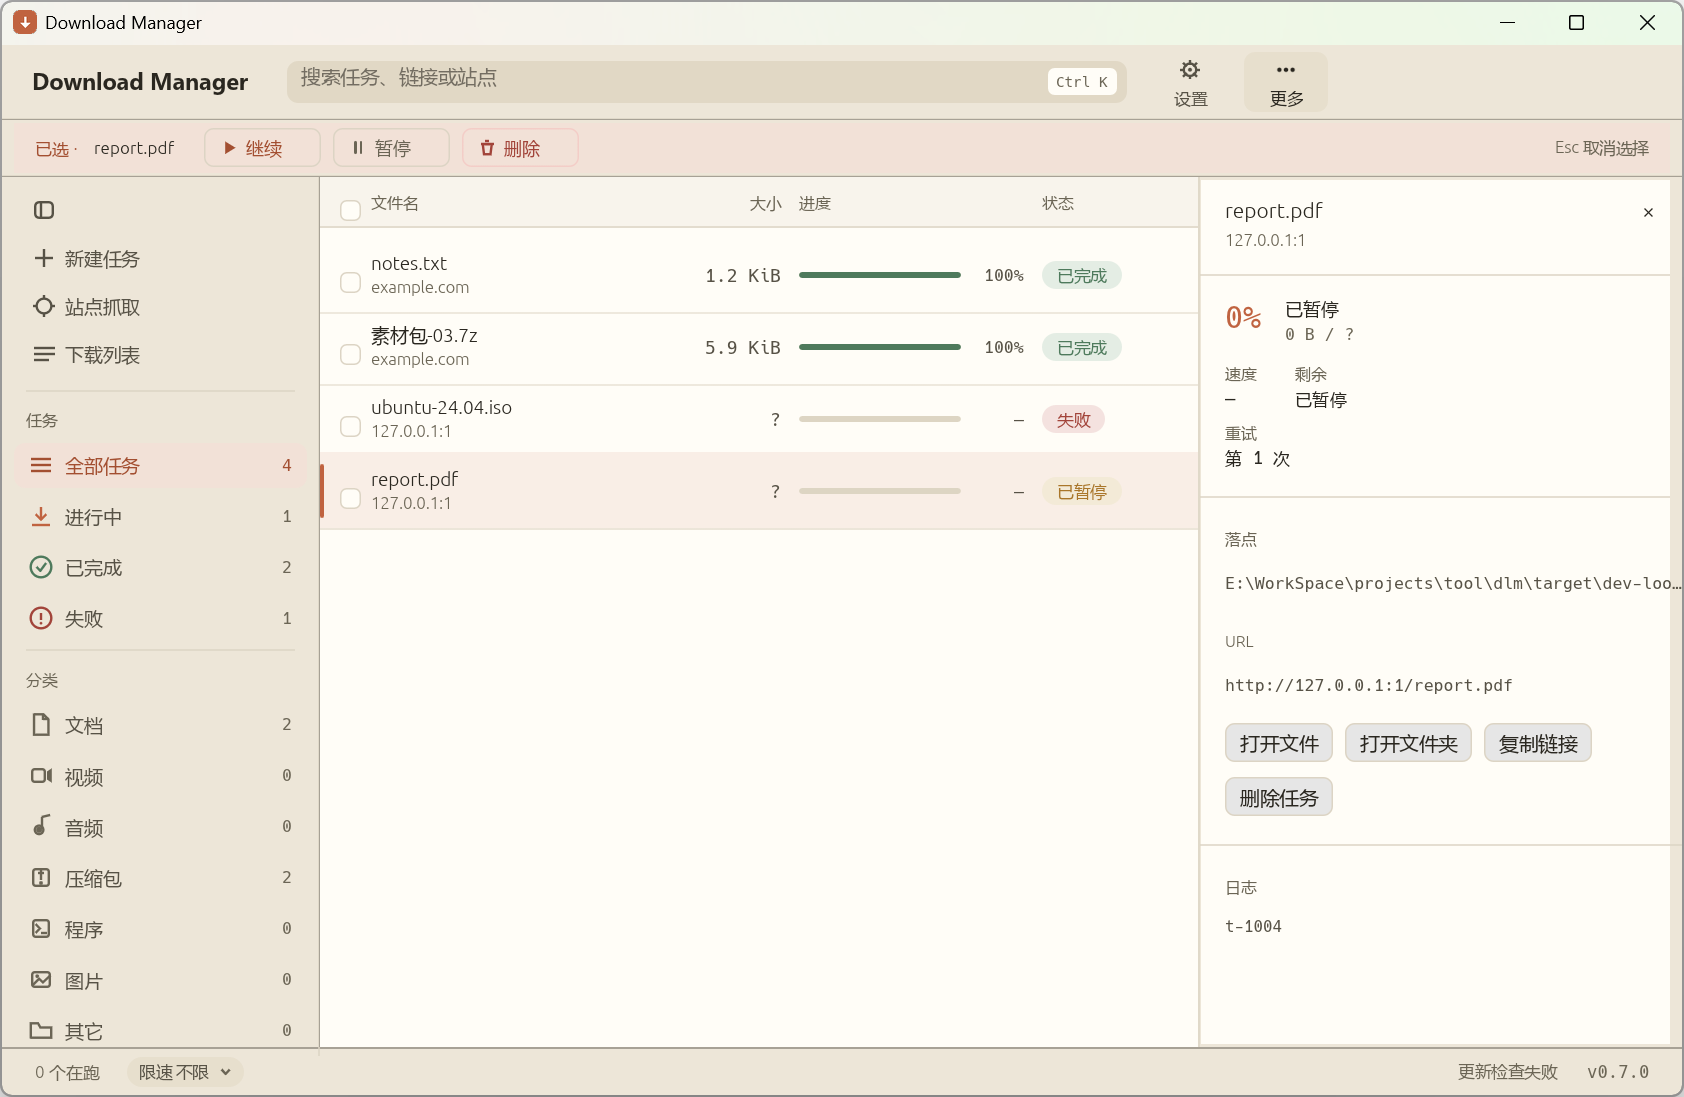 Download Manager
Download Manager
搜索任务、链接或站点
Ctrl K
设置
更多
已选 · report.pdf
继续
暂停
删除
Esc 取消选择
新建任务
站点抓取
下载列表
任务
全部任务 4
进行中 1
已完成 2
失败 1
分类
文档 2
视频 0
音频 0
压缩包 2
程序 0
图片 0
其它 0
文件名 大小 进度 状态
notes.txt
example.com
1.2 KiB 100% 已完成
素材包-03.7z
example.com
5.9 KiB 100% 已完成
ubuntu-24.04.iso
127.0.0.1:1
? – 失败
report.pdf
127.0.0.1:1
? – 已暂停
report.pdf ×
127.0.0.1:1
0% 已暂停
0 B / ?
速度 剩余
– 已暂停
重试
第 1 次
落点
E:\WorkSpace\projects\tool\dlm\target\dev-loo…
URL
http://127.0.0.1:1/report.pdf
打开文件 打开文件夹 复制链接
删除任务
日志
t-1004
0 个在跑 限速 不限
更新检查失败 v0.7.0